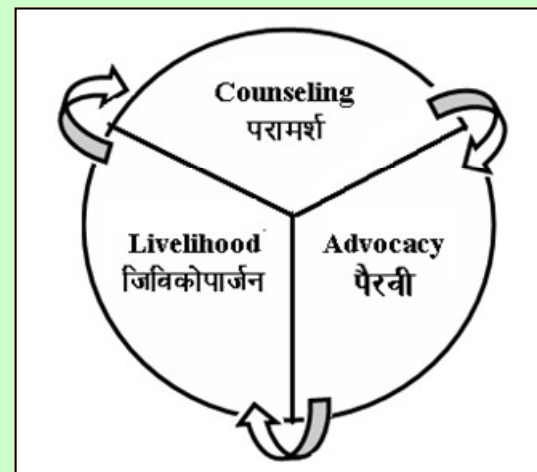 Counseling
परामर्श
Livelihood
जिविकोपार्जन
Advocacy
पैरवी